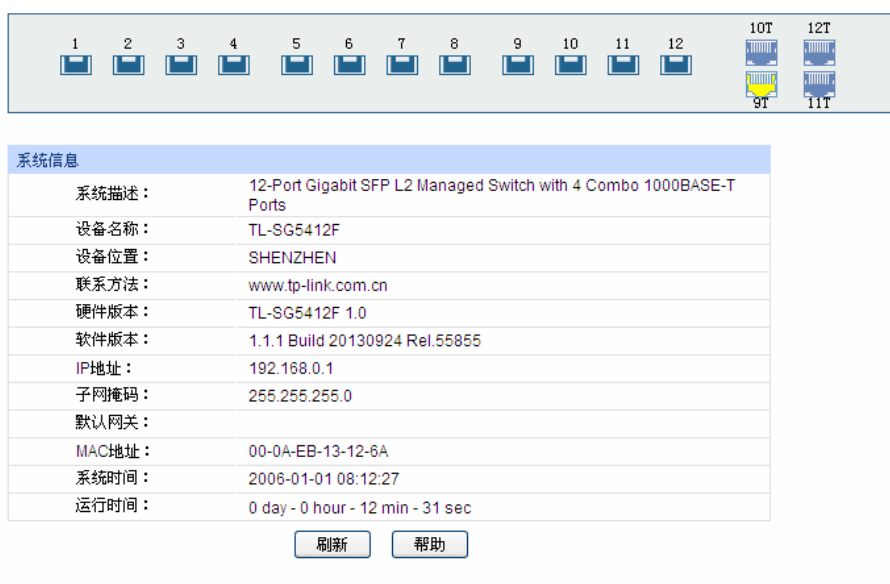 10T 12T
1 2 3 4 5 6 7 8 9 10 11 12
9T 11T
系统信息
系统描述： 12-Port Gigabit SFP L2 Managed Switch with 4 Combo 1000BASE-T
Ports
设备名称： TL-SG5412F
设备位置： SHENZHEN
联系方法： www.tp-link.com.cn
硬件版本： TL-SG5412F 1.0
软件版本： 1.1.1 Build 20130924 Rel.55855
IP地址： 192.168.0.1
子网掩码： 255.255.255.0
默认网关：
MAC地址： 00-0A-EB-13-12-6A
系统时间： 2006-01-01 08:12:27
运行时间： 0 day - 0 hour - 12 min - 31 sec
刷新 帮助